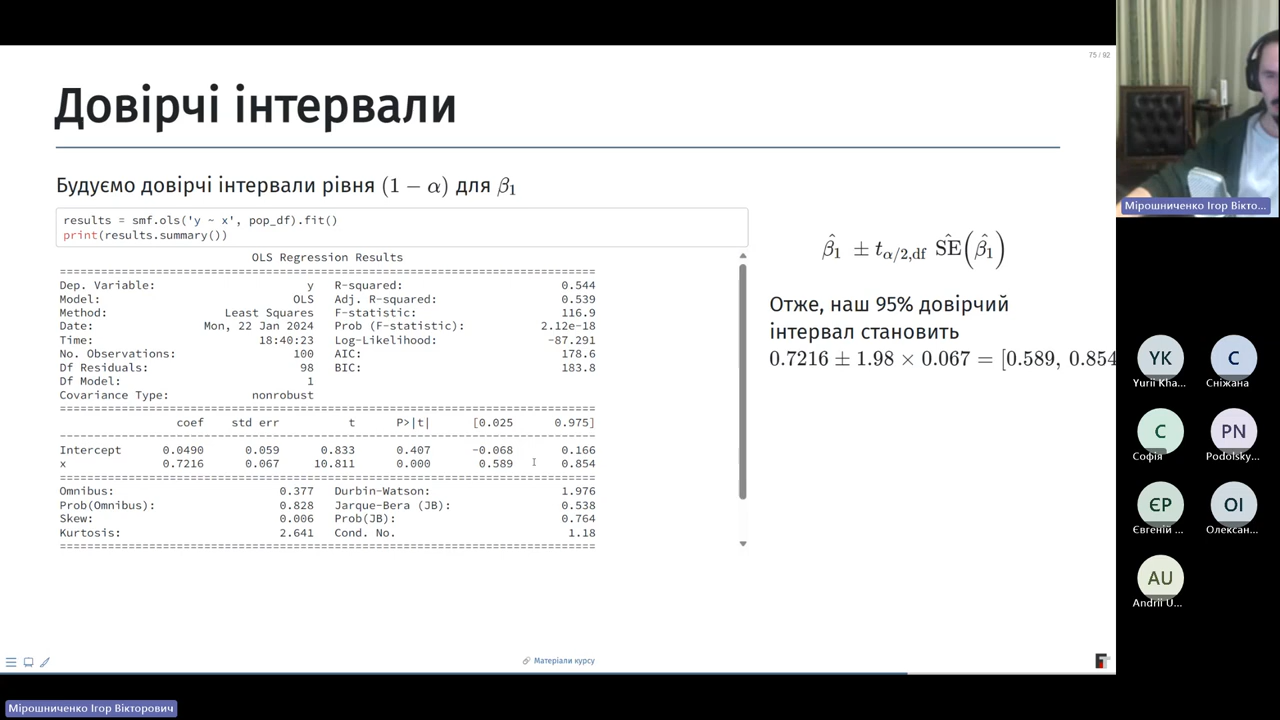 75 / 92
Довірчі інтервали
Будуємо довірчі інтервали рівня (1 − α) для β₁
results = smf.ols('y ~ x', pop_df).fit()
print(results.summary())
OLS Regression Results
==============================================================================
Dep. Variable: y R-squared: 0.544
Model: OLS Adj. R-squared: 0.539
Method: Least Squares F-statistic: 116.9
Date: Mon, 22 Jan 2024 Prob (F-statistic): 2.12e-18
Time: 18:40:23 Log-Likelihood: -87.291
No. Observations: 100 AIC: 178.6
Df Residuals: 98 BIC: 183.8
Df Model: 1
Covariance Type: nonrobust
==============================================================================
coef std err t P>|t| [0.025 0.975]
------------------------------------------------------------------------------
Intercept 0.0490 0.059 0.833 0.407 -0.068 0.166
x 0.7216 0.067 10.811 0.000 0.589 0.854
==============================================================================
Omnibus: 0.377 Durbin-Watson: 1.976
Prob(Omnibus): 0.828 Jarque-Bera (JB): 0.538
Skew: 0.006 Prob(JB): 0.764
Kurtosis: 2.641 Cond. No. 1.18
==============================================================================
β̂₁ ± t_{α/2,df} ŜE(β̂₁)
Отже, наш 95% довірчий
інтервал становить
0.7216 ± 1.98 × 0.067 = [0.589, 0.854
Матеріали курсу
Мірошниченко Ігор Вікто...
YK
Yurii Kha...
С
Сніжана
С
Софія
PN
Podolsky...
ЄР
Євгеній ...
ОІ
Олексан...
AU
Andrii U...
Мірошниченко Ігор Вікторович